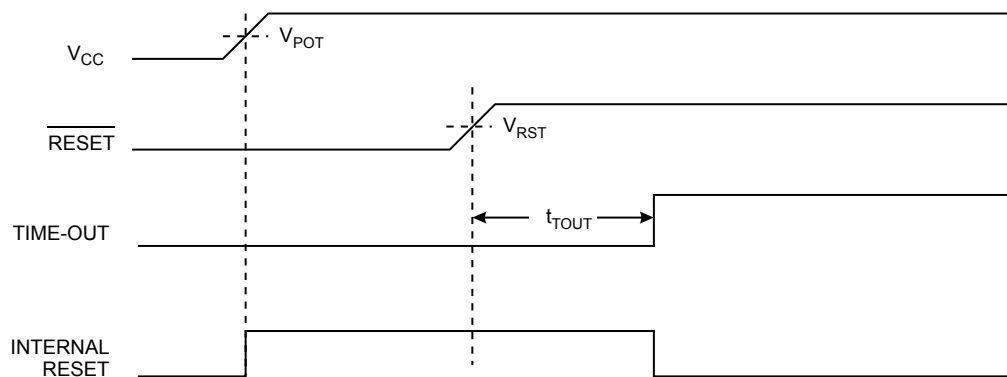 V_CC
V_POT
RESET
V_RST
TIME-OUT
t_TOUT
INTERNAL
RESET